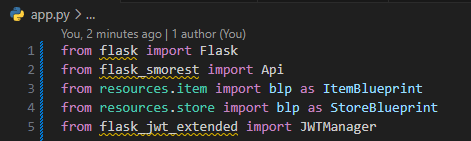 app.py > ...
You, 2 minutes ago | 1 author (You)
1 from flask import Flask
2 from flask_smorest import Api
3 from resources.item import blp as ItemBlueprint
4 from resources.store import blp as StoreBlueprint
5 from flask_jwt_extended import JWTManager